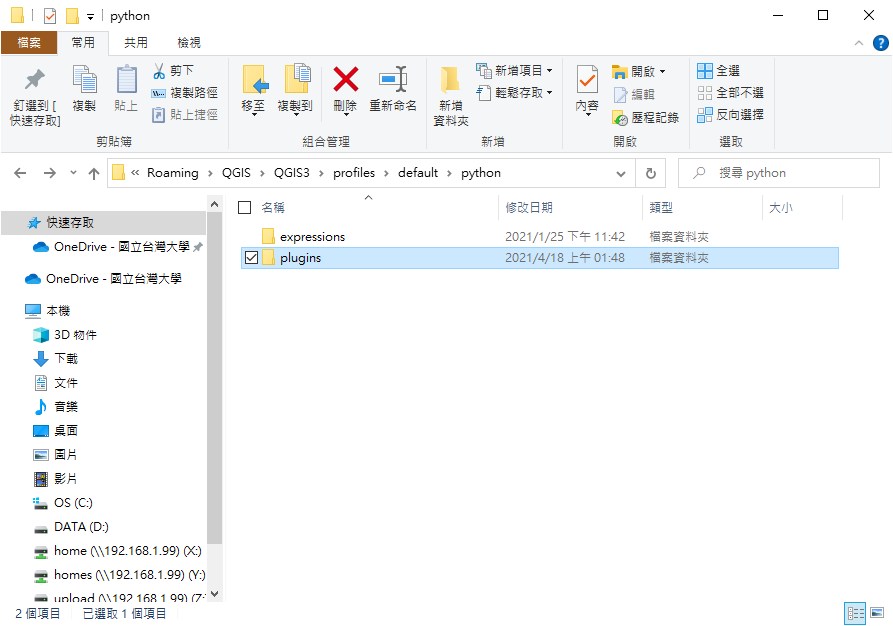 python
檔案 常用 共用 檢視
釘選到 [快速存取]
複製
貼上
剪下
複製路徑
貼上捷徑
剪貼簿
移至
複製到
刪除
重新命名
組合管理
新增資料夾
新增項目
輕鬆存取
新增
內容
開啟
編輯
歷程記錄
開啟
全選
全部不選
反向選擇
選取
« Roaming › QGIS › QGIS3 › profiles › default › python
搜尋 python
快速存取
OneDrive - 國立台灣大學
OneDrive - 國立台灣大學
本機
3D 物件
下載
文件
音樂
桌面
圖片
影片
OS (C:)
DATA (D:)
home (\\192.168.1.99) (X:)
homes (\\192.168.1.99) (Y:)
upload (\\192.168.1.99) (Z:
名稱 修改日期 類型 大小
expressions 2021/1/25 下午 11:42 檔案資料夾
plugins 2021/4/18 上午 01:48 檔案資料夾
2 個項目 已選取 1 個項目